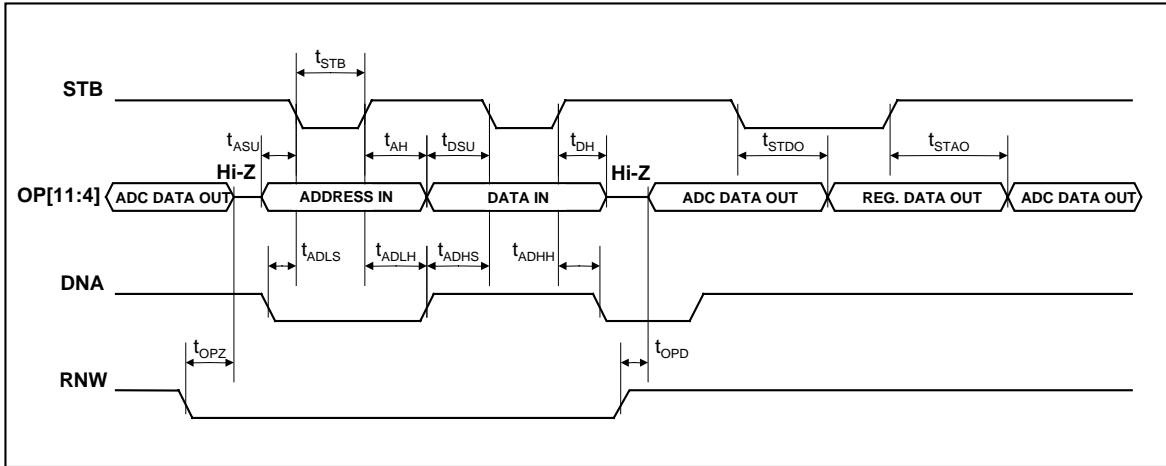 tSTB
STB
tASU tAH tDSU tDH tSTDO tSTAO
Hi-Z Hi-Z
OP[11:4] ADC DATA OUT ADDRESS IN DATA IN ADC DATA OUT REG. DATA OUT ADC DATA OUT
tADLS tADLH tADHS tADHH
DNA
tOPZ tOPD
RNW